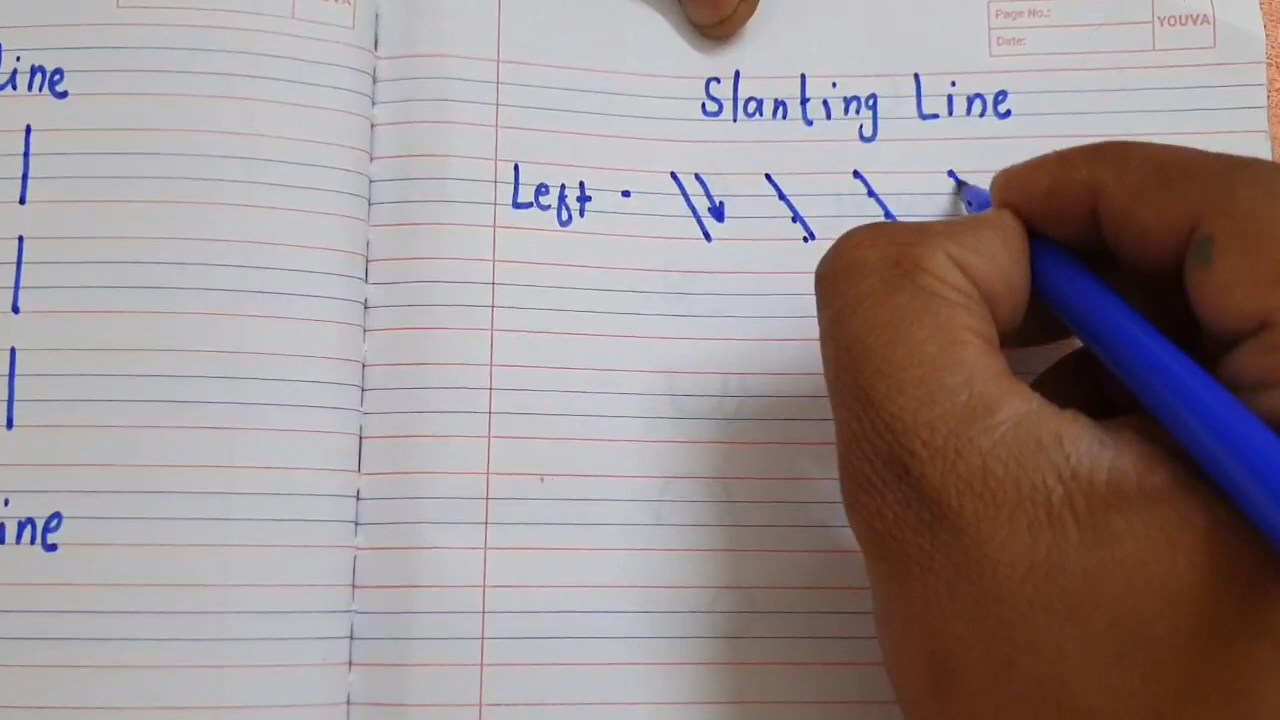 Line
ine
Page No.:
Date:
YOUVA
Slanting Line
Left